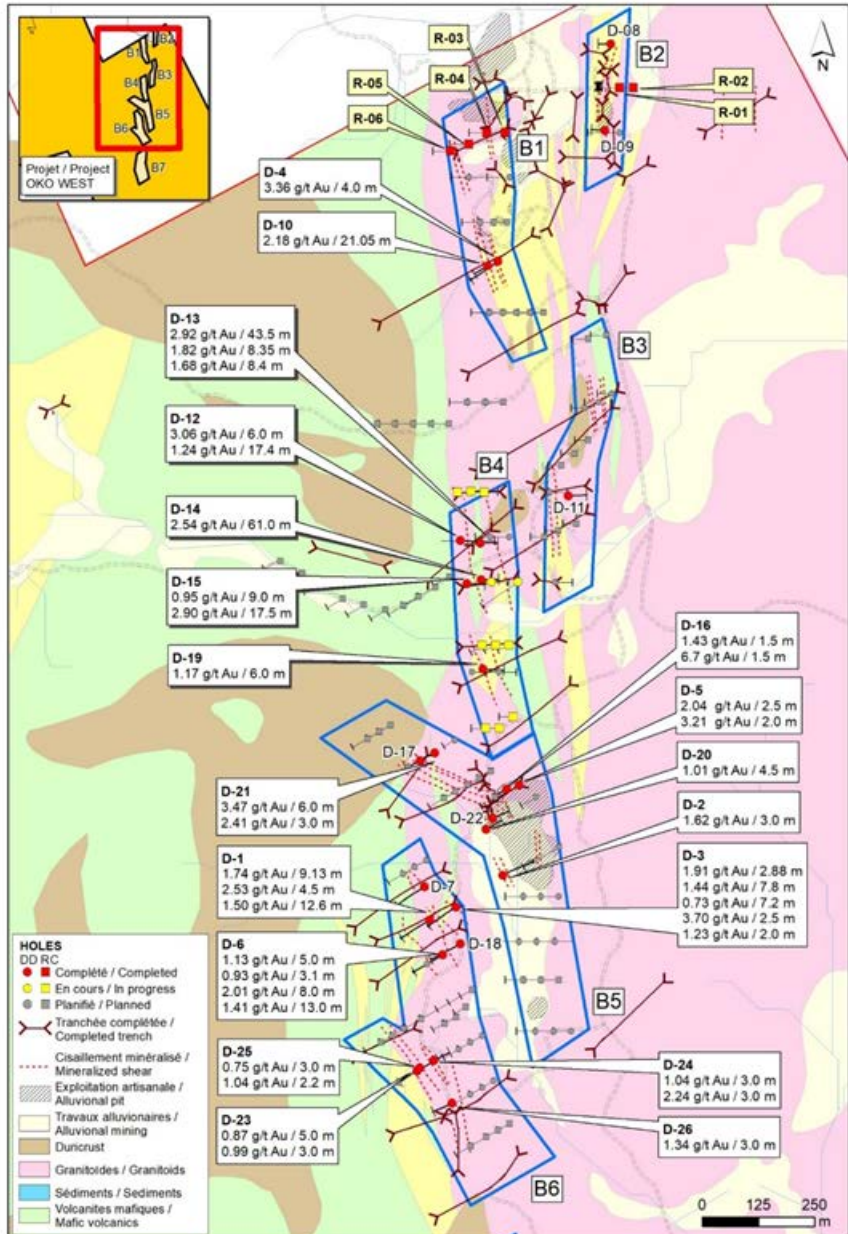 B2
B1
B3
B4
B5
B6
B7
Projet / Project
OKO WEST
R-03
R-04
R-05
R-06
D-08
B2
R-02
R-01
D-09
B1
N
D-4
3.36 g/t Au / 4.0 m
D-10
2.18 g/t Au / 21.05 m
D-13
2.92 g/t Au / 43.5 m
1.82 g/t Au / 8.35 m
1.68 g/t Au / 8.4 m
B3
D-12
3.06 g/t Au / 6.0 m
1.24 g/t Au / 17.4 m
B4
D-11
D-14
2.54 g/t Au / 61.0 m
D-15
0.95 g/t Au / 9.0 m
2.90 g/t Au / 17.5 m
D-16
1.43 g/t Au / 1.5 m
6.7 g/t Au / 1.5 m
D-19
1.17 g/t Au / 6.0 m
D-5
2.04 g/t Au / 2.5 m
3.21 g/t Au / 2.0 m
D-17
D-20
1.01 g/t Au / 4.5 m
D-21
3.47 g/t Au / 6.0 m
2.41 g/t Au / 3.0 m
D-22
D-2
1.62 g/t Au / 3.0 m
D-1
1.74 g/t Au / 9.13 m
2.53 g/t Au / 4.5 m
1.50 g/t Au / 12.6 m
D-7
D-3
1.91 g/t Au / 2.88 m
1.44 g/t Au / 7.8 m
0.73 g/t Au / 7.2 m
3.70 g/t Au / 2.5 m
1.23 g/t Au / 2.0 m
D-18
D-6
1.13 g/t Au / 5.0 m
0.93 g/t Au / 3.1 m
2.01 g/t Au / 8.0 m
1.41 g/t Au / 13.0 m
B5
D-25
0.75 g/t Au / 3.0 m
1.04 g/t Au / 2.2 m
D-24
1.04 g/t Au / 3.0 m
2.24 g/t Au / 3.0 m
D-23
0.87 g/t Au / 5.0 m
0.99 g/t Au / 3.0 m
D-26
1.34 g/t Au / 3.0 m
B6
HOLES
DD RC
Complété / Completed
En cours / In progress
Planifié / Planned
Tranchée complétée /
Completed trench
Cisaillement minéralisé /
Mineralized shear
Exploitation artisanale /
Alluvional pit
Travaux alluvionaires /
Alluvional mining
Duricrust
Granitoïdes / Granitoids
Sédiments / Sediments
Volcanites mafiques /
Mafic volcanics
0 125 250
m